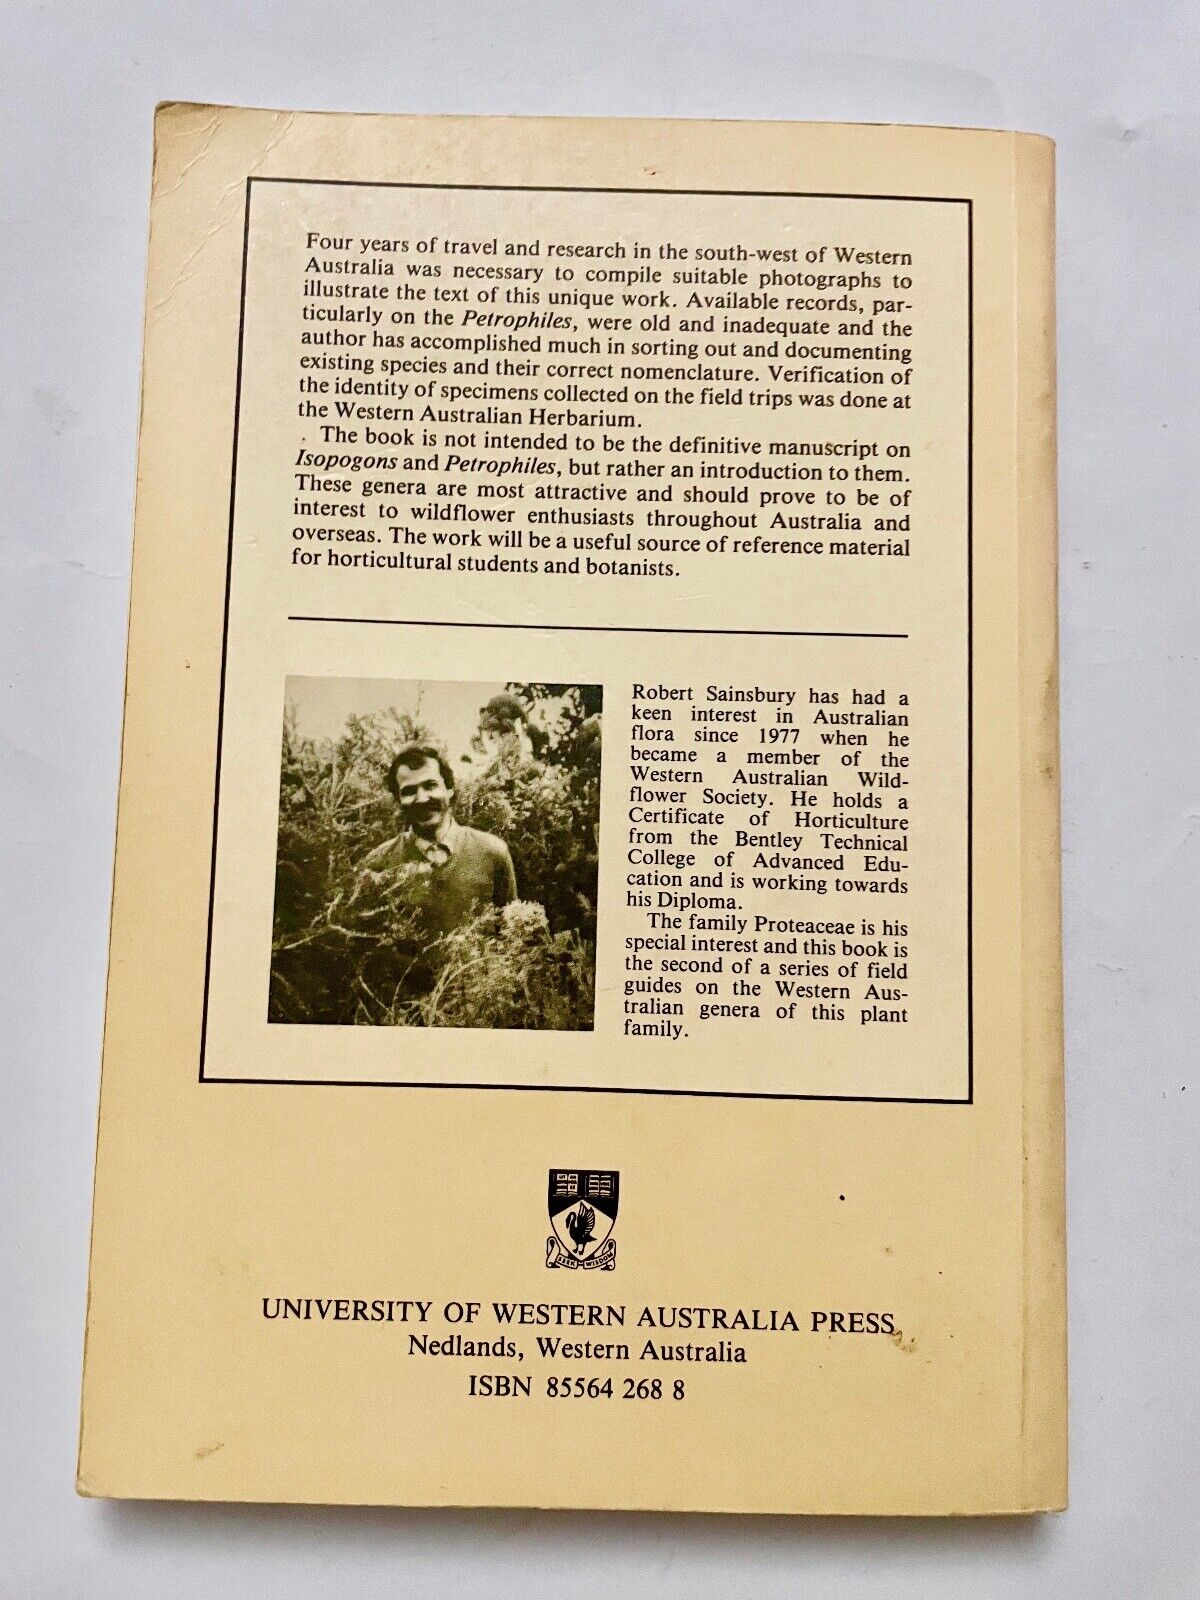 Four years of travel and research in the south-west of Western
Australia was necessary to compile suitable photographs to
illustrate the text of this unique work. Available records, par-
ticularly on the Petrophiles, were old and inadequate and the
author has accomplished much in sorting out and documenting
existing species and their correct nomenclature. Verification of
the identity of specimens collected on the field trips was done at
the Western Australian Herbarium.
The book is not intended to be the definitive manuscript on
Isopogons and Petrophiles, but rather an introduction to them.
These genera are most attractive and should prove to be of
interest to wildflower enthusiasts throughout Australia and
overseas. The work will be a useful source of reference material
for horticultural students and botanists.
Robert Sainsbury has had a
keen interest in Australian
flora since 1977 when he
became a member of the
Western Australian Wild-
flower Society. He holds a
Certificate of Horticulture
from the Bentley Technical
College of Advanced Edu-
cation and is working towards
his Diploma.
The family Proteaceae is his
special interest and this book is
the second of a series of field
guides on the Western Aus-
tralian genera of this plant
family.
SEEK WISDOM
UNIVERSITY OF WESTERN AUSTRALIA PRESS
Nedlands, Western Australia
ISBN 85564 268 8